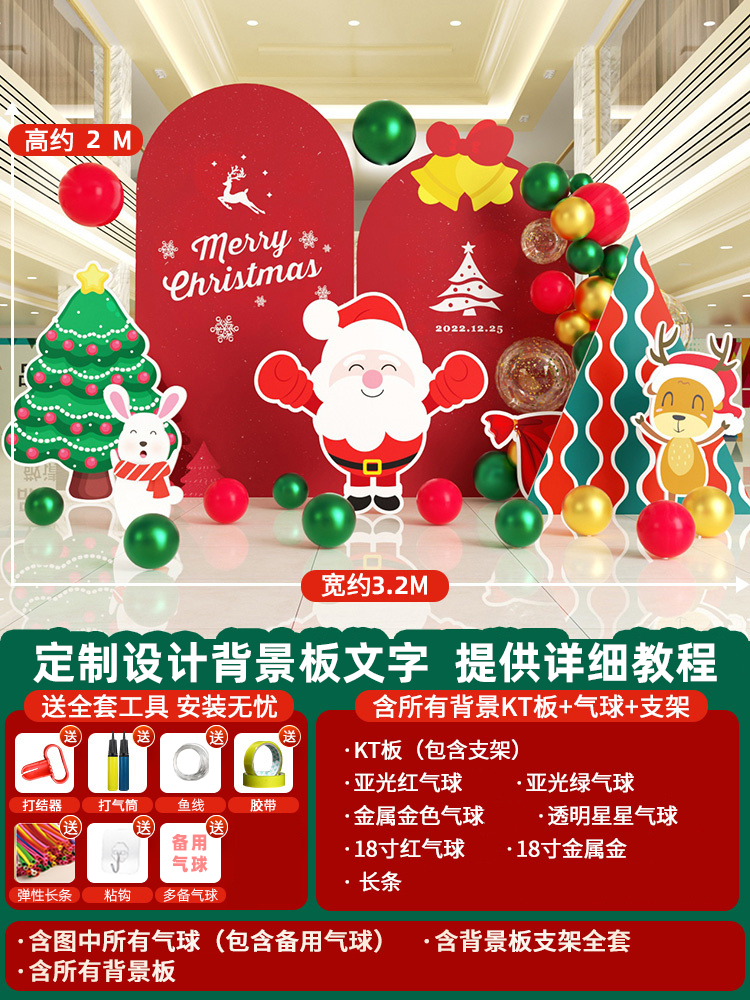 高约 2 M
Merry
Christmas
2022.12.25
宽约3.2M
定制设计背景板文字 提供详细教程
送全套工具 安装无忧
送 送 送 送
打结器 打气筒 鱼线 胶带
送 送 送
备用
气球
弹性长条 粘钩 多备气球
含所有背景KT板+气球+支架
·KT板（包含支架）
·亚光红气球 ·亚光绿气球
·金属金色气球 ·透明星星气球
·18寸红气球 ·18寸金属金
·长条
·含图中所有气球（包含备用气球） ·含背景板支架全套
·含所有背景板